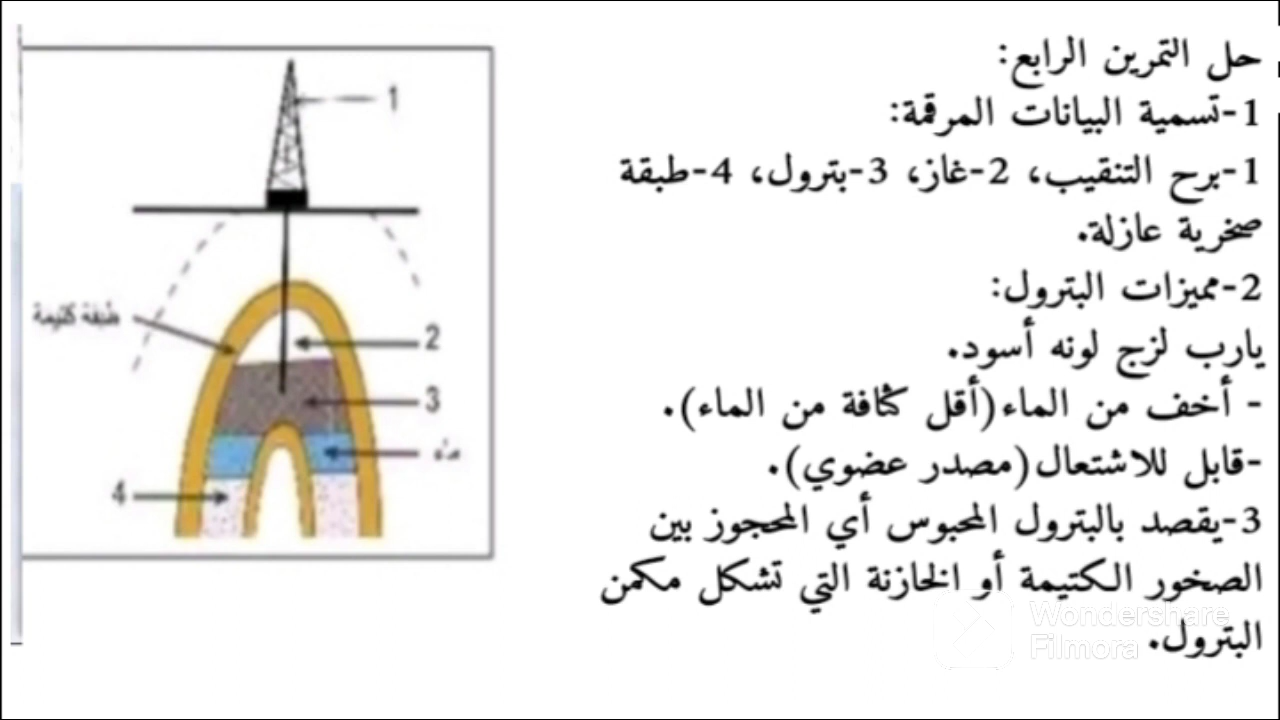 حل التمرين الرابع:
1-تسمية البيانات المرقمة:
1-برح التنقيب، 2-غاز، 3-بترول، 4-طبقة
صخرية عازلة.
2-مميزات البترول:
يارب لزج لونه أسود.
- أخف من الماء(أقل كثافة من الماء).
-قابل للاشتعال(مصدر عضوي).
3-يقصد بالبترول المحبوس أي المحجوز بين
الصخور الكتيمة أو الخازنة التي تشكل مكمن
البترول.
1
طبقة كتيمة
2
3
ماء
4
Wondershare
Filmora